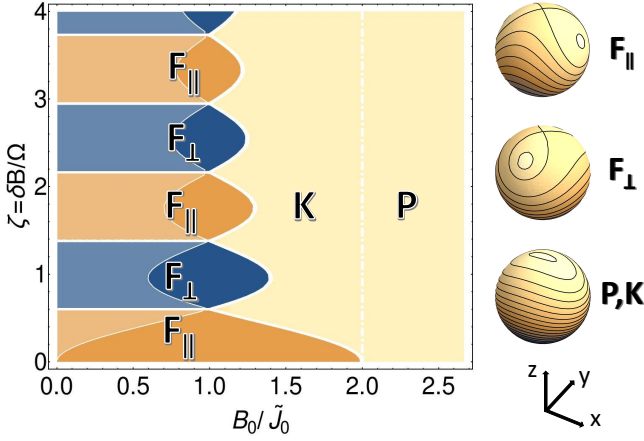 4
3
2
1
0
ζ=δB/Ω
F||
F⊥
F||
F⊥
F||
K
P
0.0 0.5 1.0 1.5 2.0 2.5
B₀/J̃₀
F||
F⊥
P,K
z
y
x